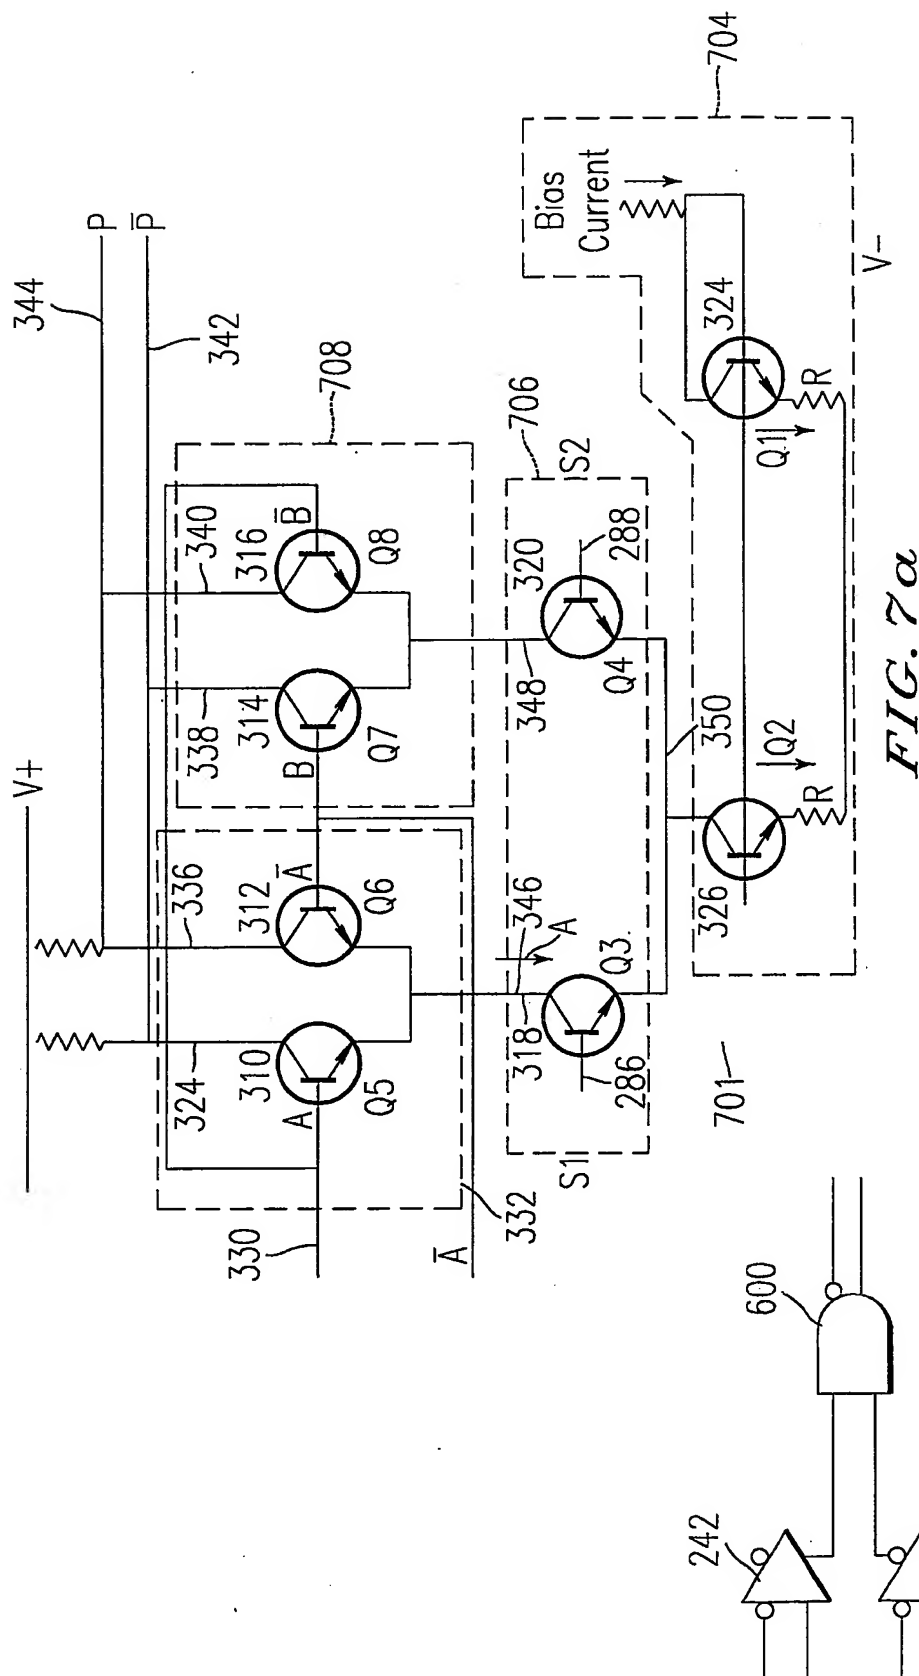 V+
344
P
P̅
342
324
336
338
340
708
310
312
314
316
A
A̅
B
B̅
Q5
Q6
Q7
Q8
330
332
A̅
706
S1
S2
318
346
A
348
320
286
Q3
Q4
288
350
701
326
Q2
R
Q1
R
324
Bias
Current
704
V-
242
600
FIG. 7a